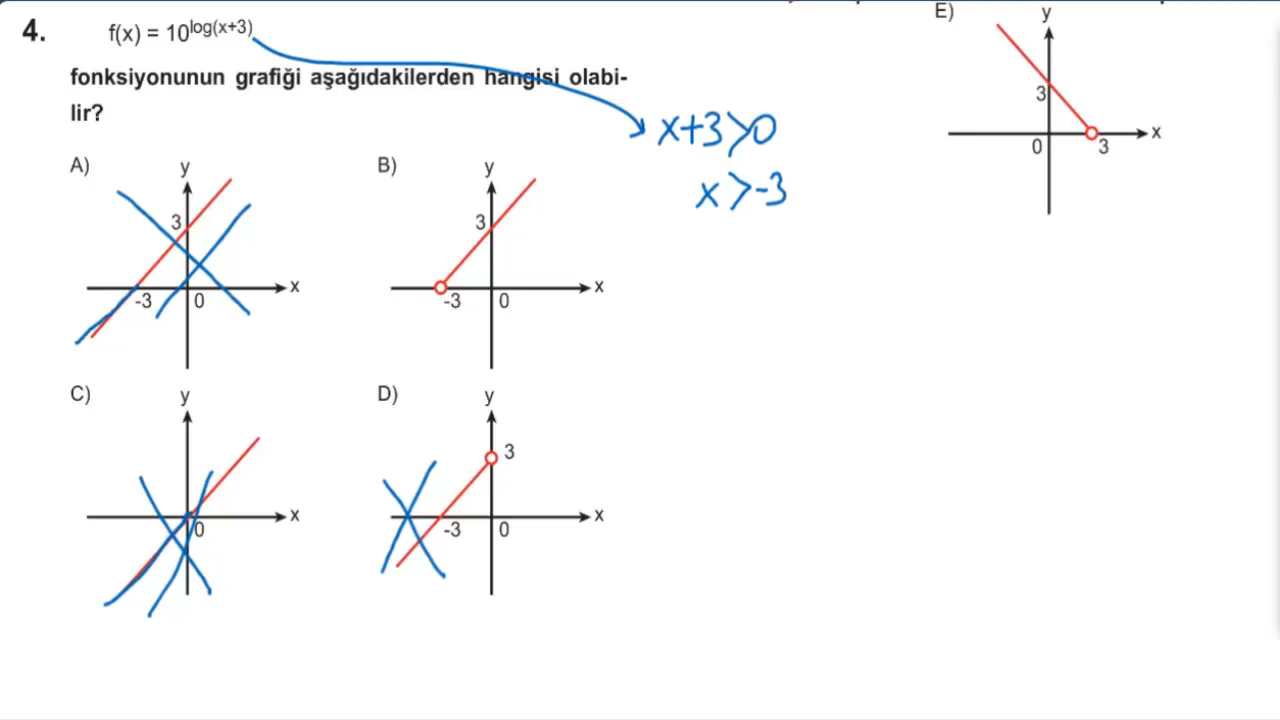 4.
f(x) = 10^log(x+3)
fonksiyonunun grafiği aşağıdakilerden hangisi olabi-
lir?
x+3>0
x>-3
A)
y
3
x
-3
0
B)
y
3
x
-3
0
C)
y
x
0
D)
y
3
x
-3
0
E)
y
3
x
0
3